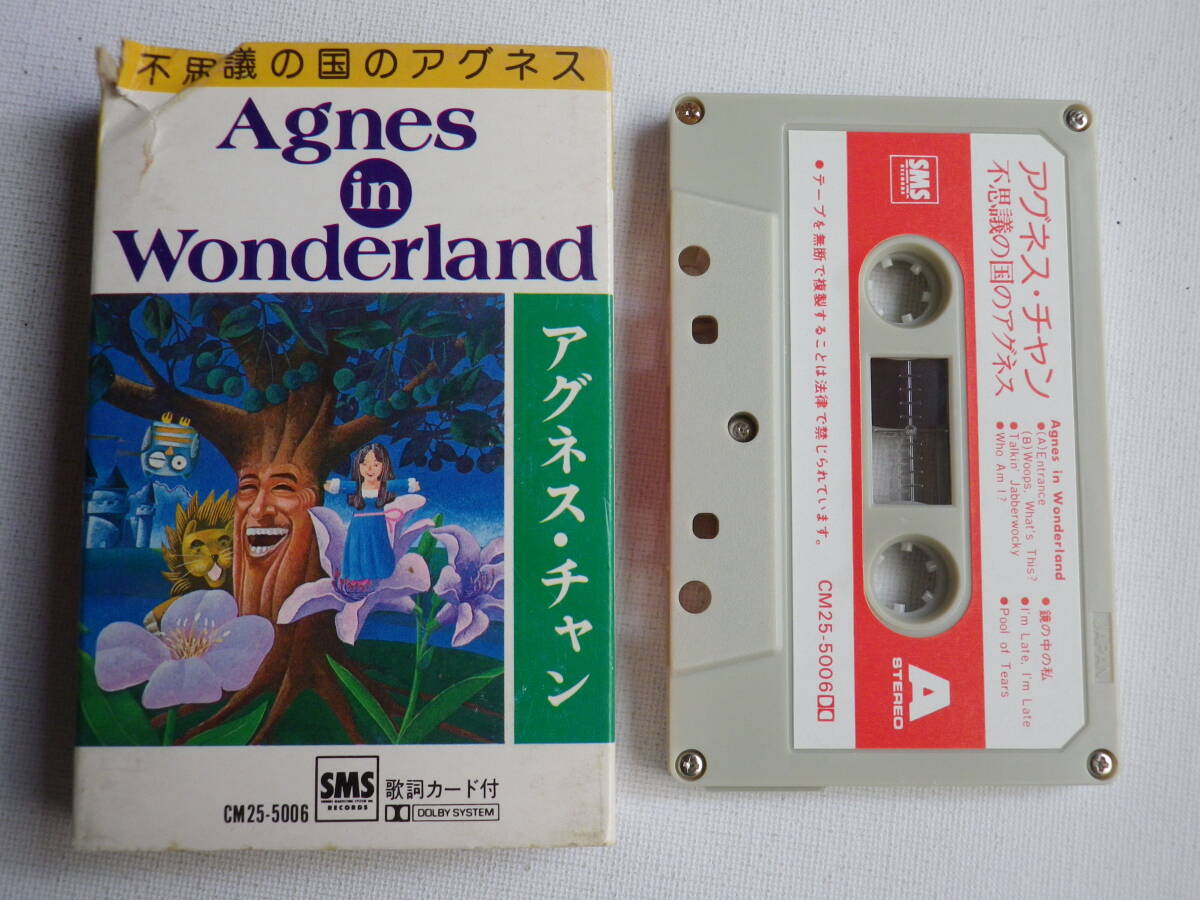 不思議の国のアグネス
Agnes
in
Wonderland
アグネス・チャン
CM25-5006
SMS
RECORDS
歌詞カード付
DOLBY SYSTEM
アグネス・チャン
不思議の国のアグネス
SMS
RECORDS
Agnes in Wonderland
●(A)Entrance
(B)Woops, What's This?
●Talkin' Jabberwocky
●Who Am I?
●鏡の中の私
●I'm Late, I'm Late
●Pool of Tears
A
STEREO
●テープを無断で複製することは法律で禁じられています。
CM25-5006
JAPAN